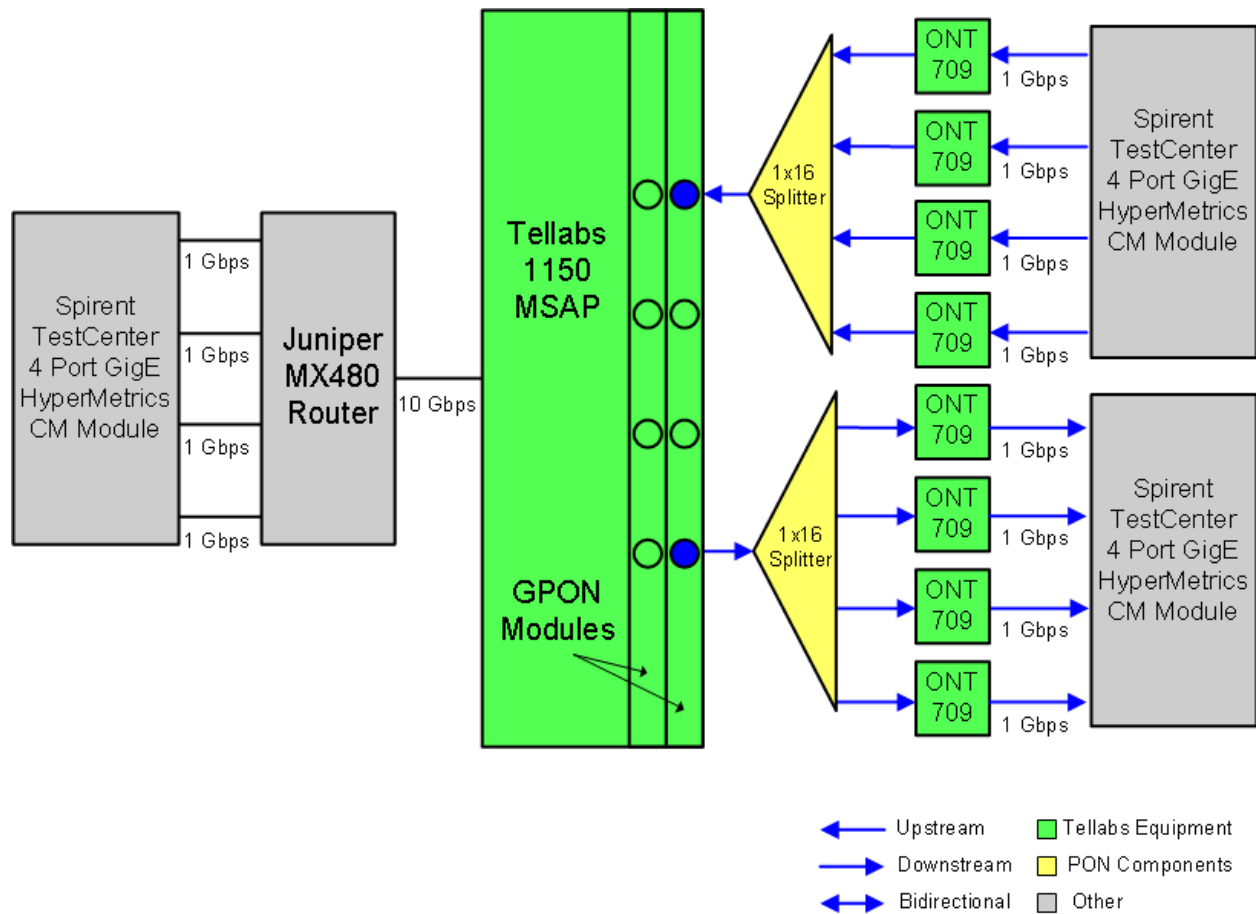 Spirent
TestCenter
4 Port GigE
HyperMetrics
CM Module
1 Gbps
1 Gbps
1 Gbps
1 Gbps
Juniper
MX480
Router
10 Gbps
Tellabs
1150
MSAP
GPON
Modules
1x16
Splitter
ONT
709
1 Gbps
ONT
709
1 Gbps
ONT
709
1 Gbps
ONT
709
1 Gbps
Spirent
TestCenter
4 Port GigE
HyperMetrics
CM Module
1x16
Splitter
ONT
709
1 Gbps
ONT
709
1 Gbps
ONT
709
1 Gbps
ONT
709
1 Gbps
Spirent
TestCenter
4 Port GigE
HyperMetrics
CM Module
Upstream
Downstream
Bidirectional
Tellabs Equipment
PON Components
Other